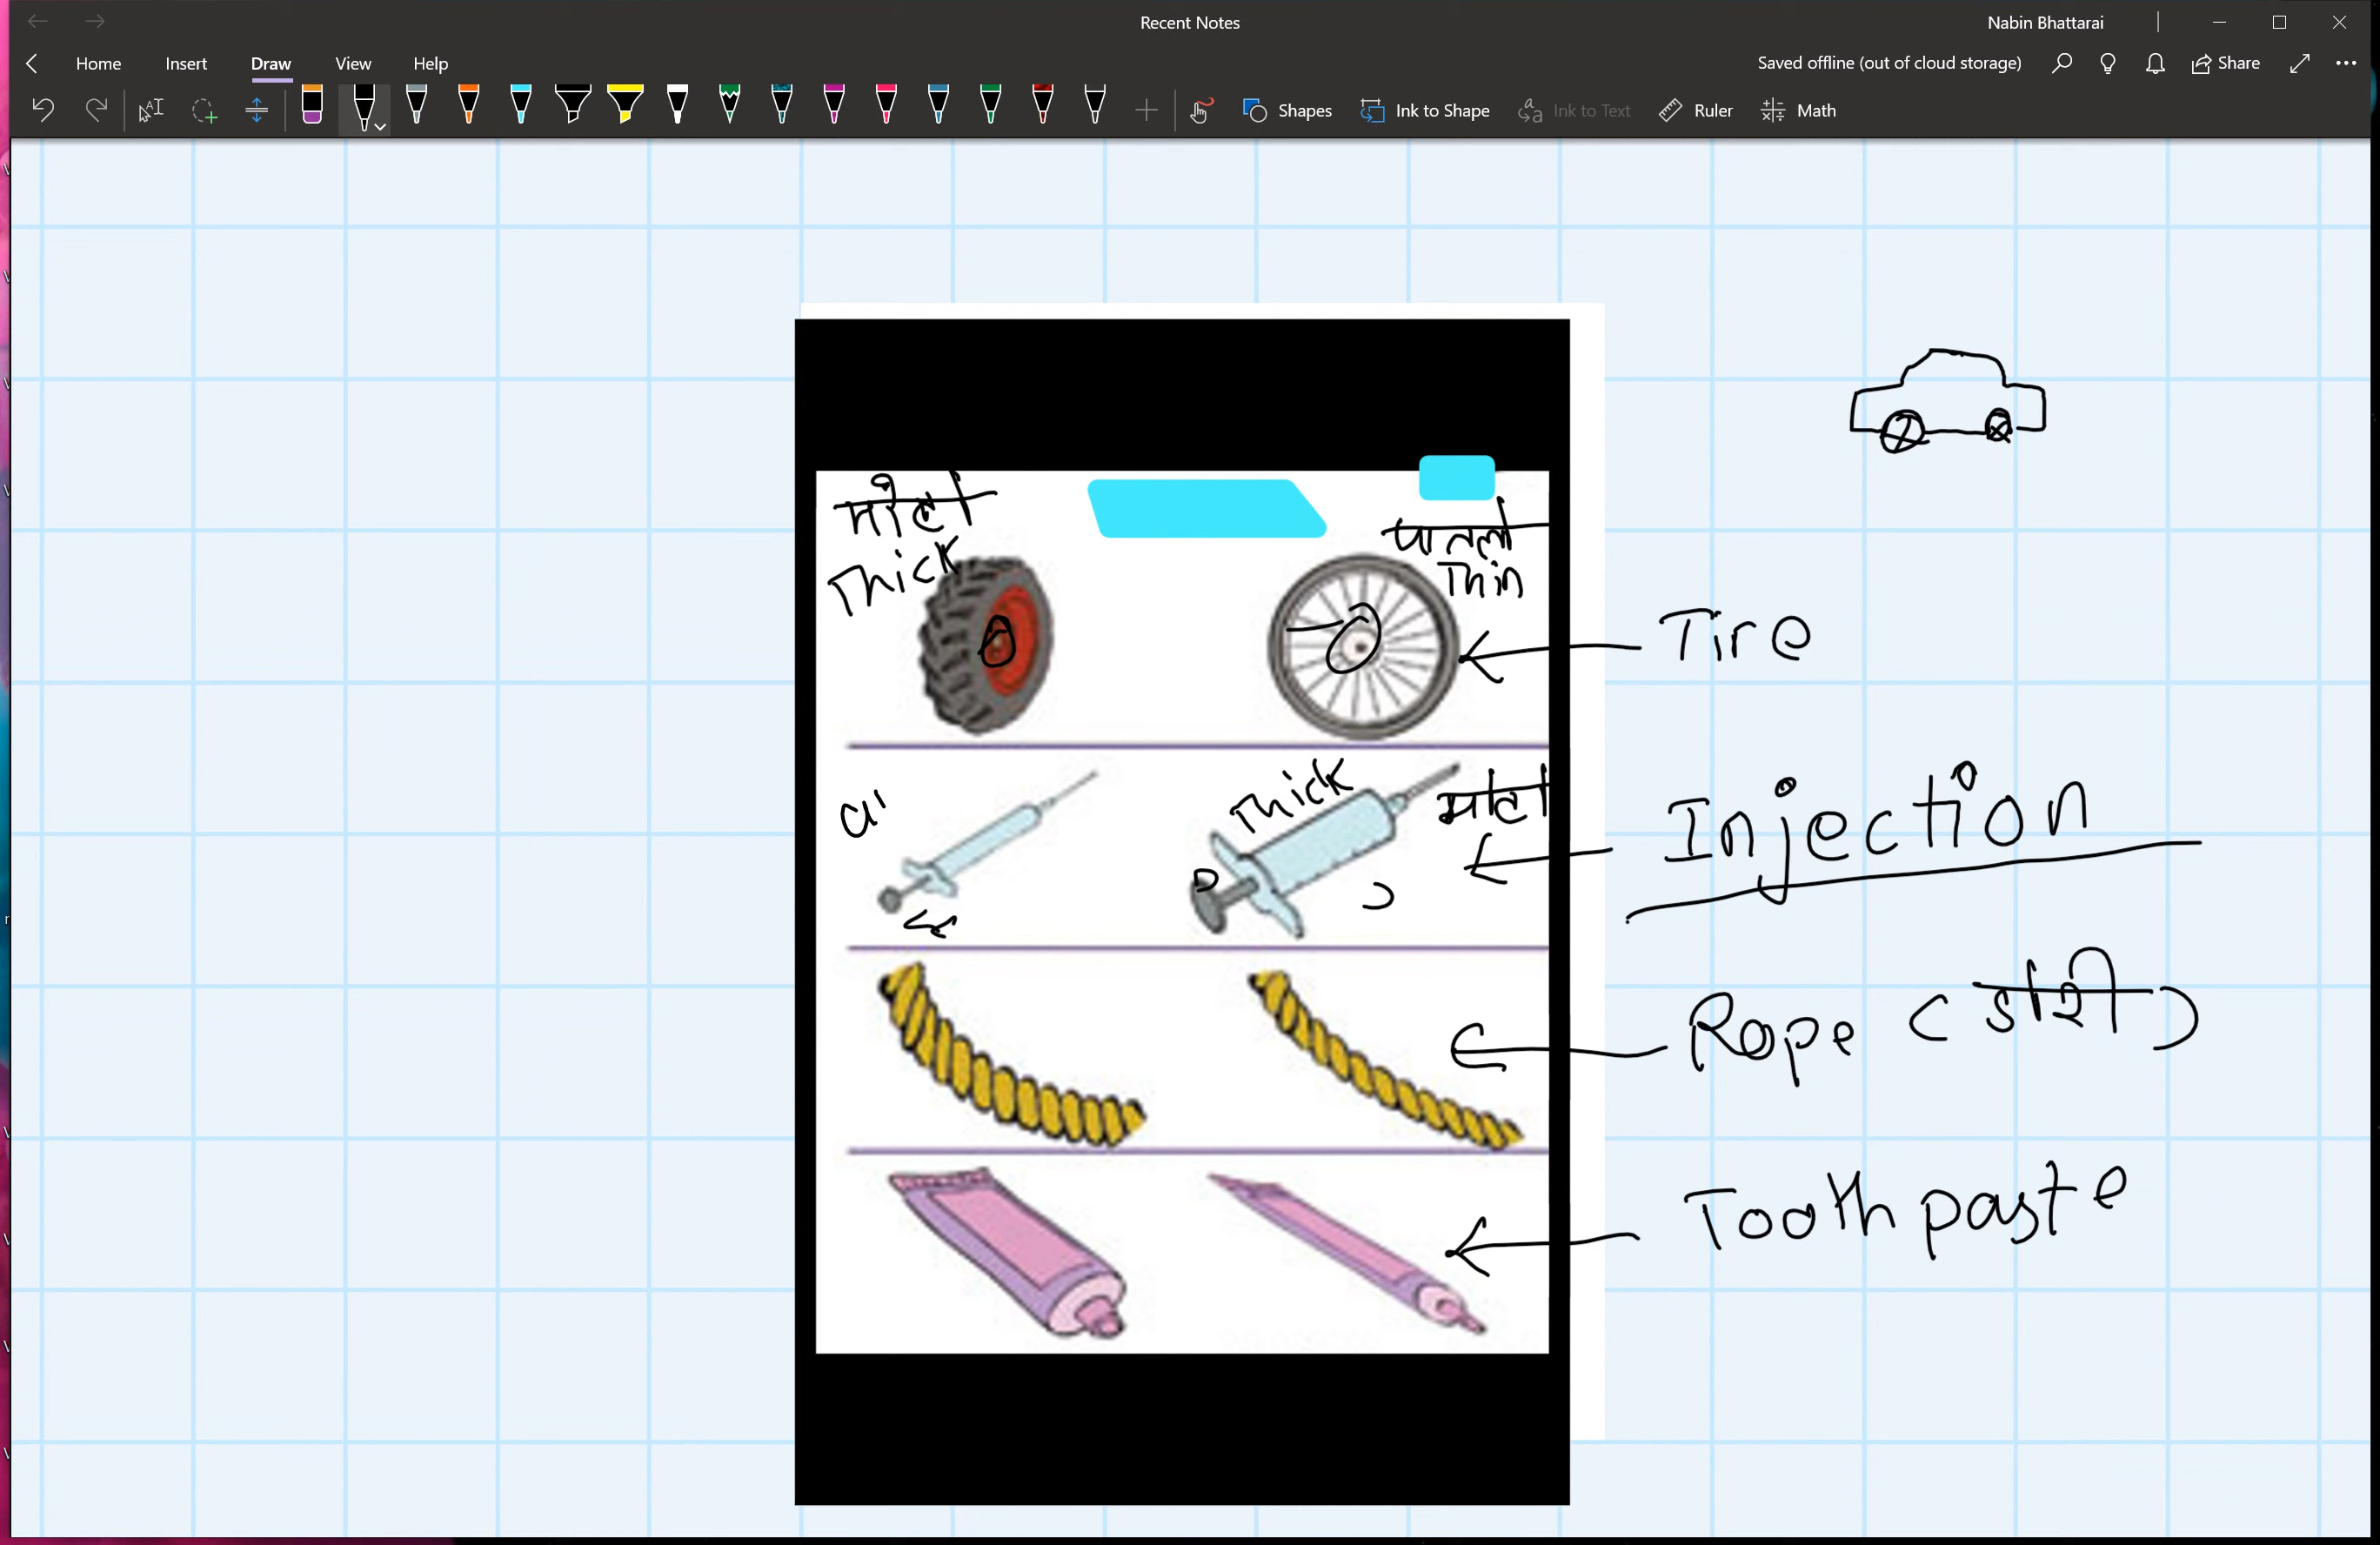 Recent Notes
Nabin Bhattarai
Home Insert Draw View Help
Saved offline (out of cloud storage)
Share
Shapes
Ink to Shape
Ink to Text
Ruler
Math
मोटो
Thick
पातलो
Thin
Tire
Thick
मोटो
पा
Injection
Rope (डोरी)
Toothpaste